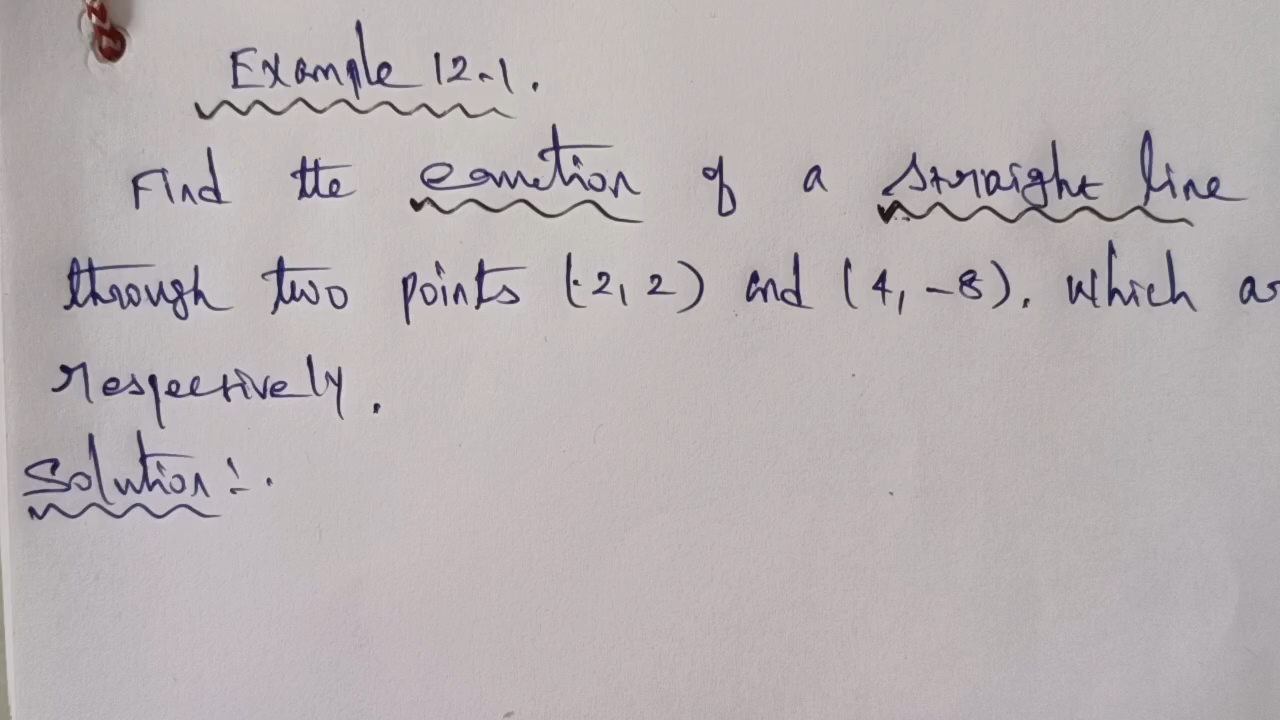 Example 12.1.
Find the equation of a straight line
through two points (-2, 2) and (4, -8). which as
respectively.
Solution :-.